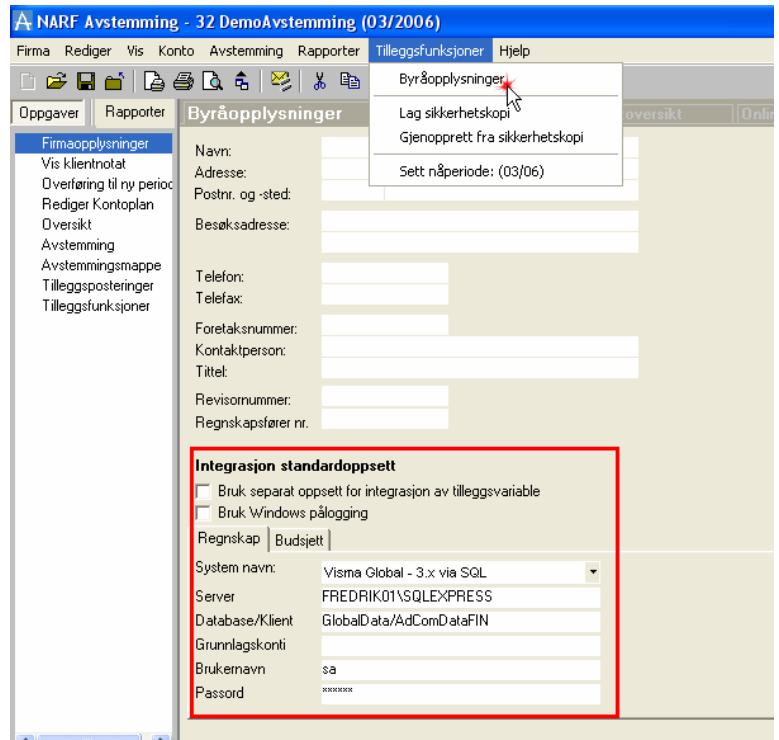 NARF Avstemming - 32 DemoAvstemming (03/2006)
Firma Rediger Vis Konto Avstemming Rapporter Tilleggsfunksjoner Hjelp
Byråopplysninger
Lag sikkerhetskopi
Gjenopprett fra sikkerhetskopi
Sett nåperiode: (03/06)
Oppgaver Rapporter
Byråopplysninger oversikt Onlin
Firmaopplysninger
Vis klientnotat
Overføring til ny period
Rediger Kontoplan
Oversikt
Avstemming
Avstemmingsmappe
Tilleggsposteringer
Tilleggsfunksjoner
Navn:
Adresse:
Postnr. og -sted:
Besøksadresse:
Telefon:
Telefax:
Foretaksnummer:
Kontaktperson:
Tittel:
Revisornummer:
Regnskapsfører nr.
Integrasjon standardoppsett
Bruk separat oppsett for integrasjon av tilleggsvariable
Bruk Windows pålogging
Regnskap Budsjett
System navn: Visma Global - 3.x via SQL
Server FREDRIK01\SQLEXPRESS
Database/Klient GlobalData/AdComDataFIN
Grunnlagskonti
Brukernavn sa
Passord ******